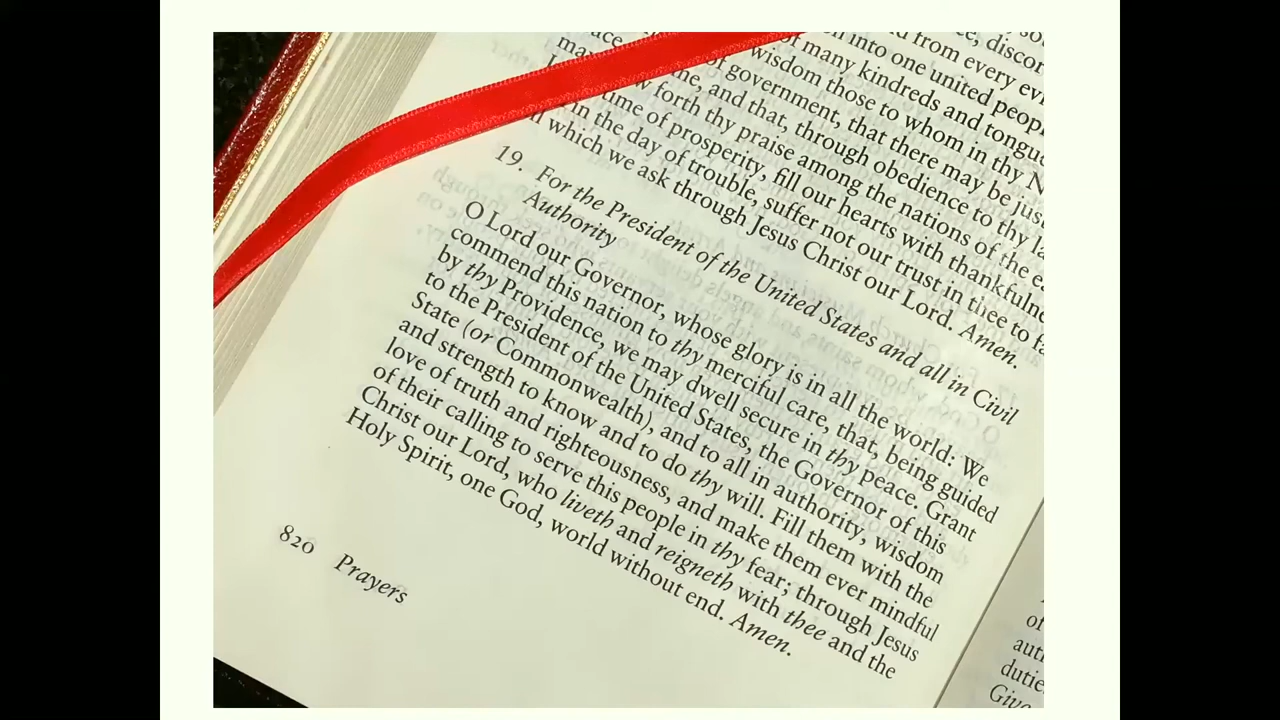 discor
from every
into one united
of many kindreds and
wisdom those to whom in thy
of government, that there may be
and that, through obedience to thy
forth thy praise among the nations of the
time of prosperity, fill our hearts with
in the day of trouble, suffer not our trust in thee to
which we ask through Jesus Christ our Lord. Amen.
19. For the President of the United States and all in Civil
Authority
O Lord our Governor, whose glory is in all the world: We
commend this nation to thy merciful care, that, being guided
by thy Providence, we may dwell secure in thy peace. Grant
to the President of the United States, the Governor of this
State (or Commonwealth), and to all in authority, wisdom
and strength to know and to do thy will. Fill them with the
love of truth and righteousness, and make them ever mindful
of their calling to serve this people in thy fear; through Jesus
Christ our Lord, who liveth and reigneth with thee and the
Holy Spirit, one God, world without end. Amen.
820 Prayers
of
Give